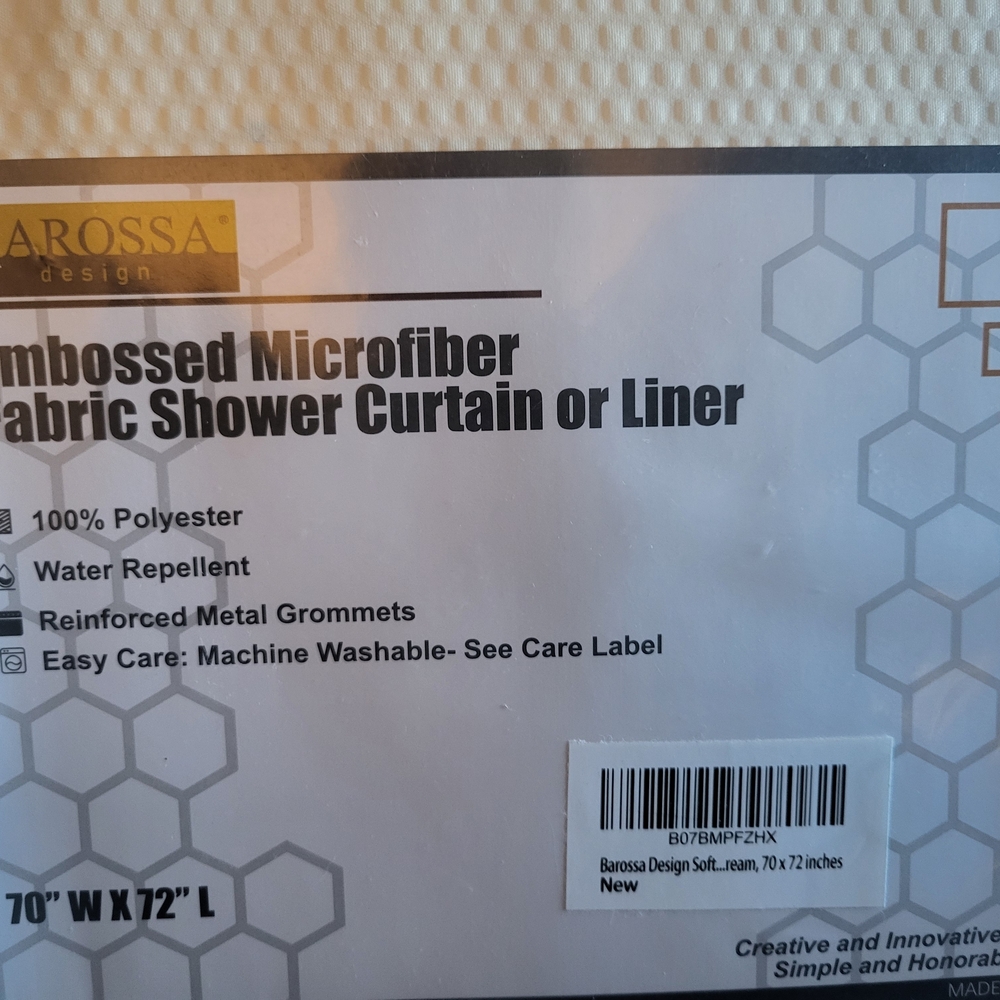 AROSSA®
design
mbossed Microfiber
abric Shower Curtain or Liner
100% Polyester
Water Repellent
Reinforced Metal Grommets
Easy Care: Machine Washable- See Care Label
B07BMPFZHX
Barossa Design Soft...ream, 70 x 72 inches
New
70” W X 72” L
Creative and Innovative
Simple and Honorab
MADE